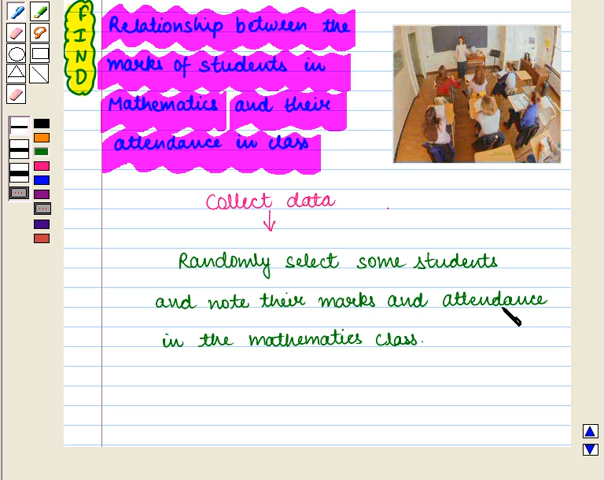 FIND
Relationship between the
marks of students in
Mathematics and their
attendance in class
Collect data
Randomly select some students
and note their marks and attendance
in the mathematics class.